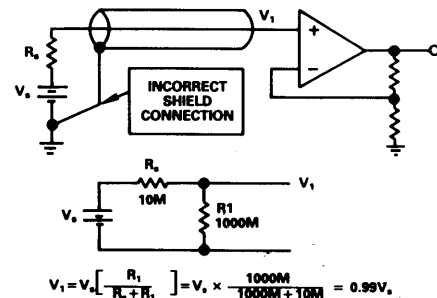 V₁
Rₛ
+
−
Vₛ
INCORRECT
SHIELD
CONNECTION
Rₛ
10M
V₁
Vₛ
R1
1000M
V₁ = Vₛ[ R₁ / Rₛ + R₁ ] = Vₛ × 1000M / 1000M + 10M = 0.99Vₛ